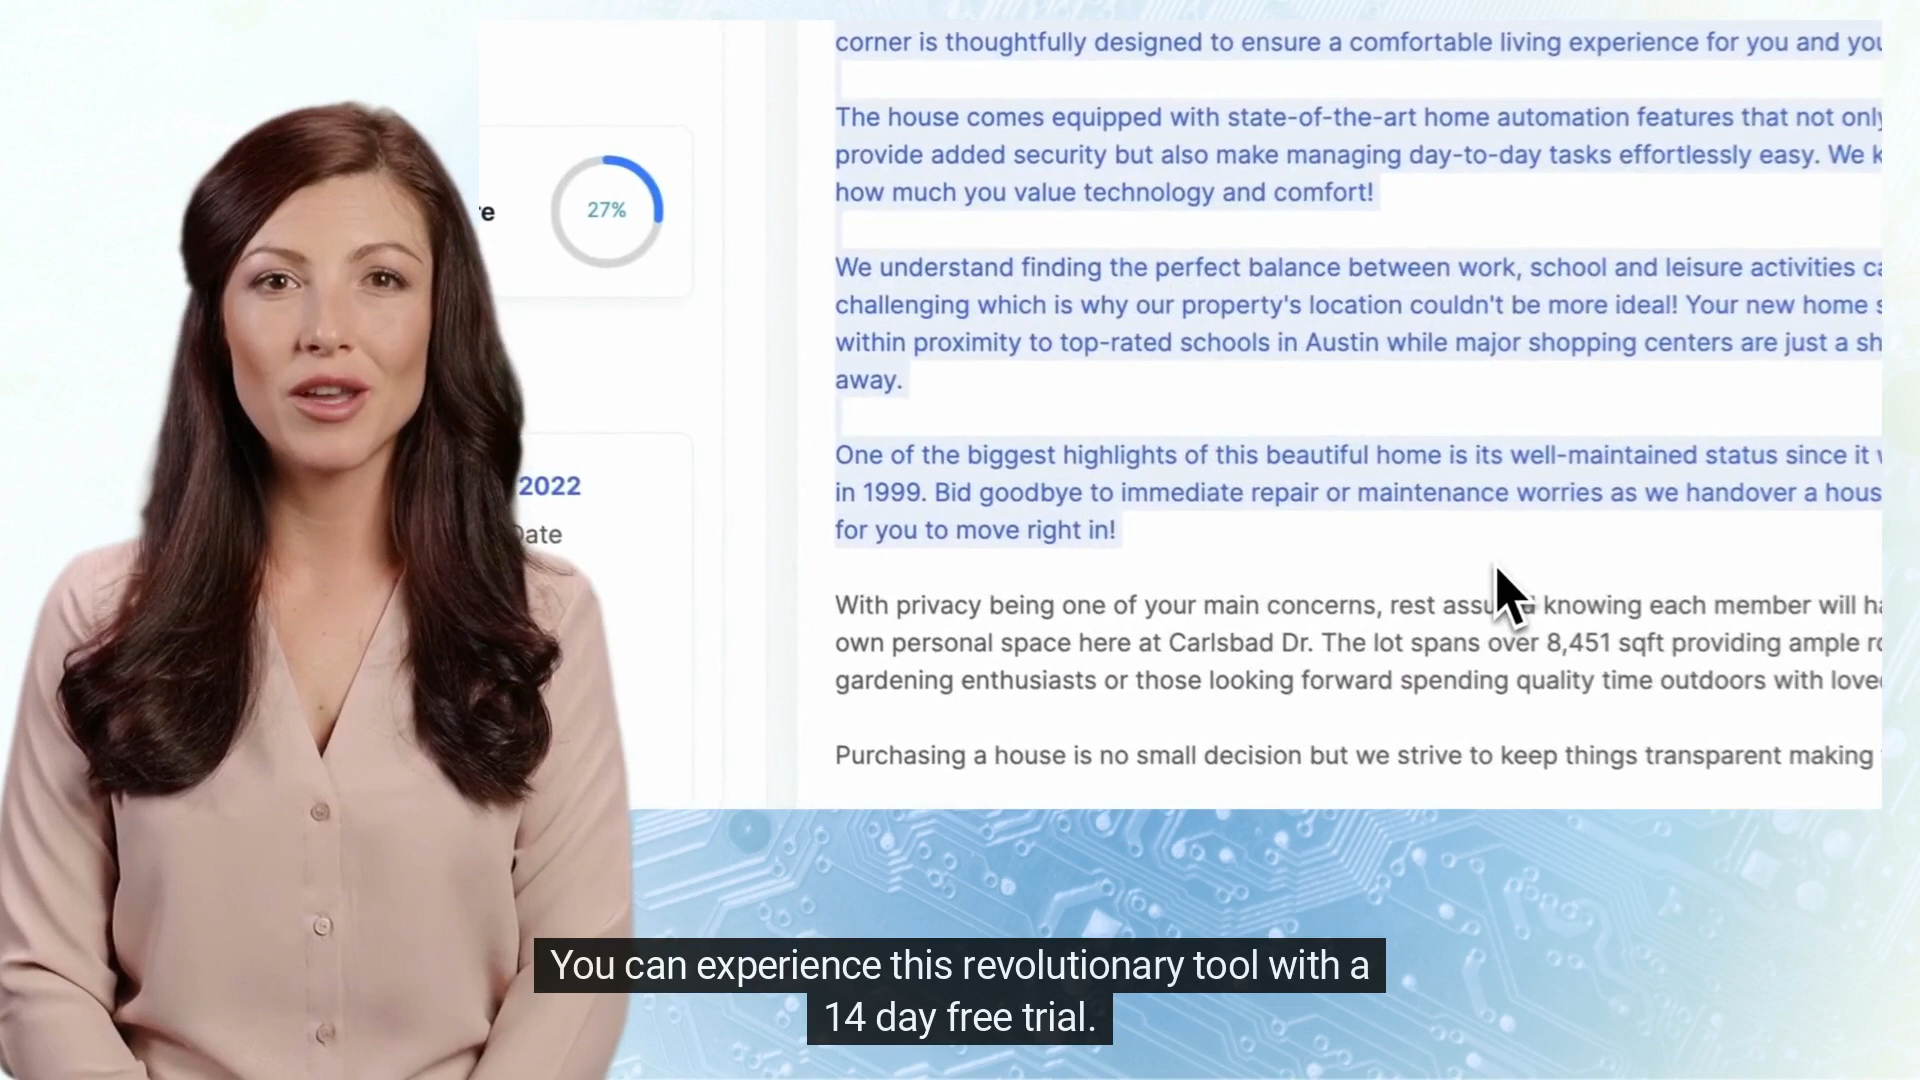 corner is thoughtfully designed to ensure a comfortable living experience for you and
The house comes equipped with state-of-the-art home automation features that not only
provide added security but also make managing day-to-day tasks effortlessly easy. We
how much you value technology and comfort!
27%
We understand finding the perfect balance between work, school and leisure activities
challenging which is why our property's location couldn't be more ideal! Your new home
within proximity to top-rated schools in Austin while major shopping centers are just a
away.
One of the biggest highlights of this beautiful home is its well-maintained status since it
in 1999. Bid goodbye to immediate repair or maintenance worries as we handover a
for you to move right in!
2022
Date
With privacy being one of your main concerns, rest knowing each member will
own personal space here at Carlsbad Dr. The lot spans over 8,451 sqft providing ample
gardening enthusiasts or those looking forward spending quality time outdoors with
Purchasing a house is no small decision but we strive to keep things transparent making
You can experience this revolutionary tool with a
14 day free trial.